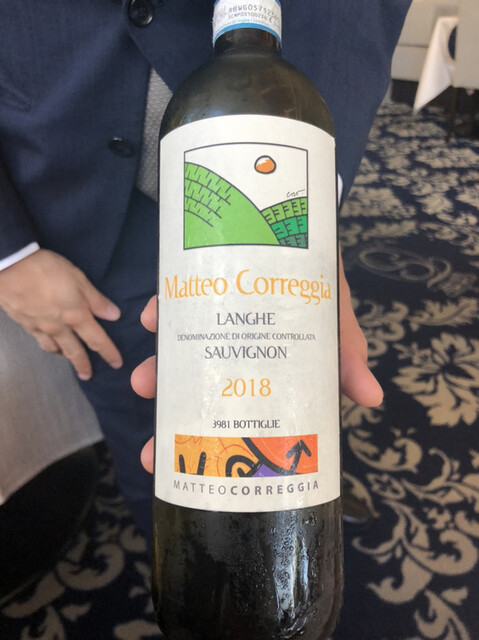 Matteo Correggia
LANGHE
DENOMINAZIONE DI ORIGINE CONTROLLATA
SAUVIGNON
2018
3981 BOTTIGLIE
MATTEOCORREGGIA